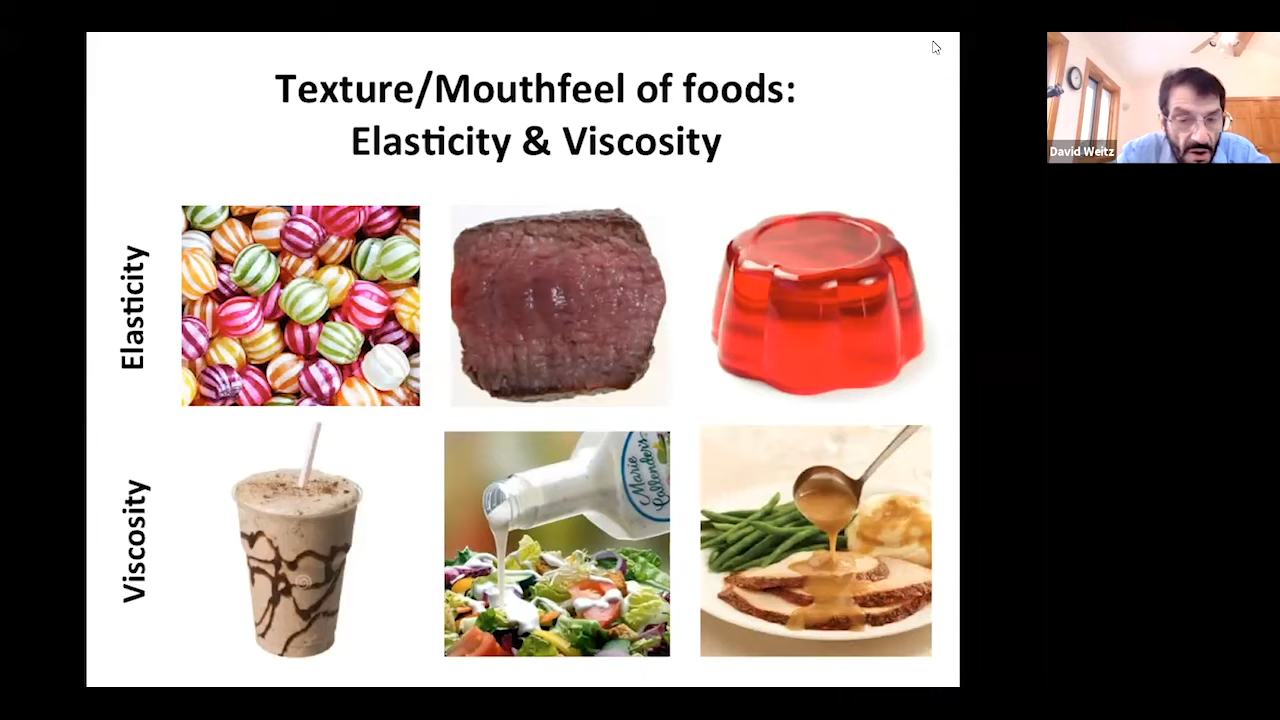 Texture/Mouthfeel of foods:
Elasticity & Viscosity
David Weitz
Elasticity
Viscosity
Marie
Callender's